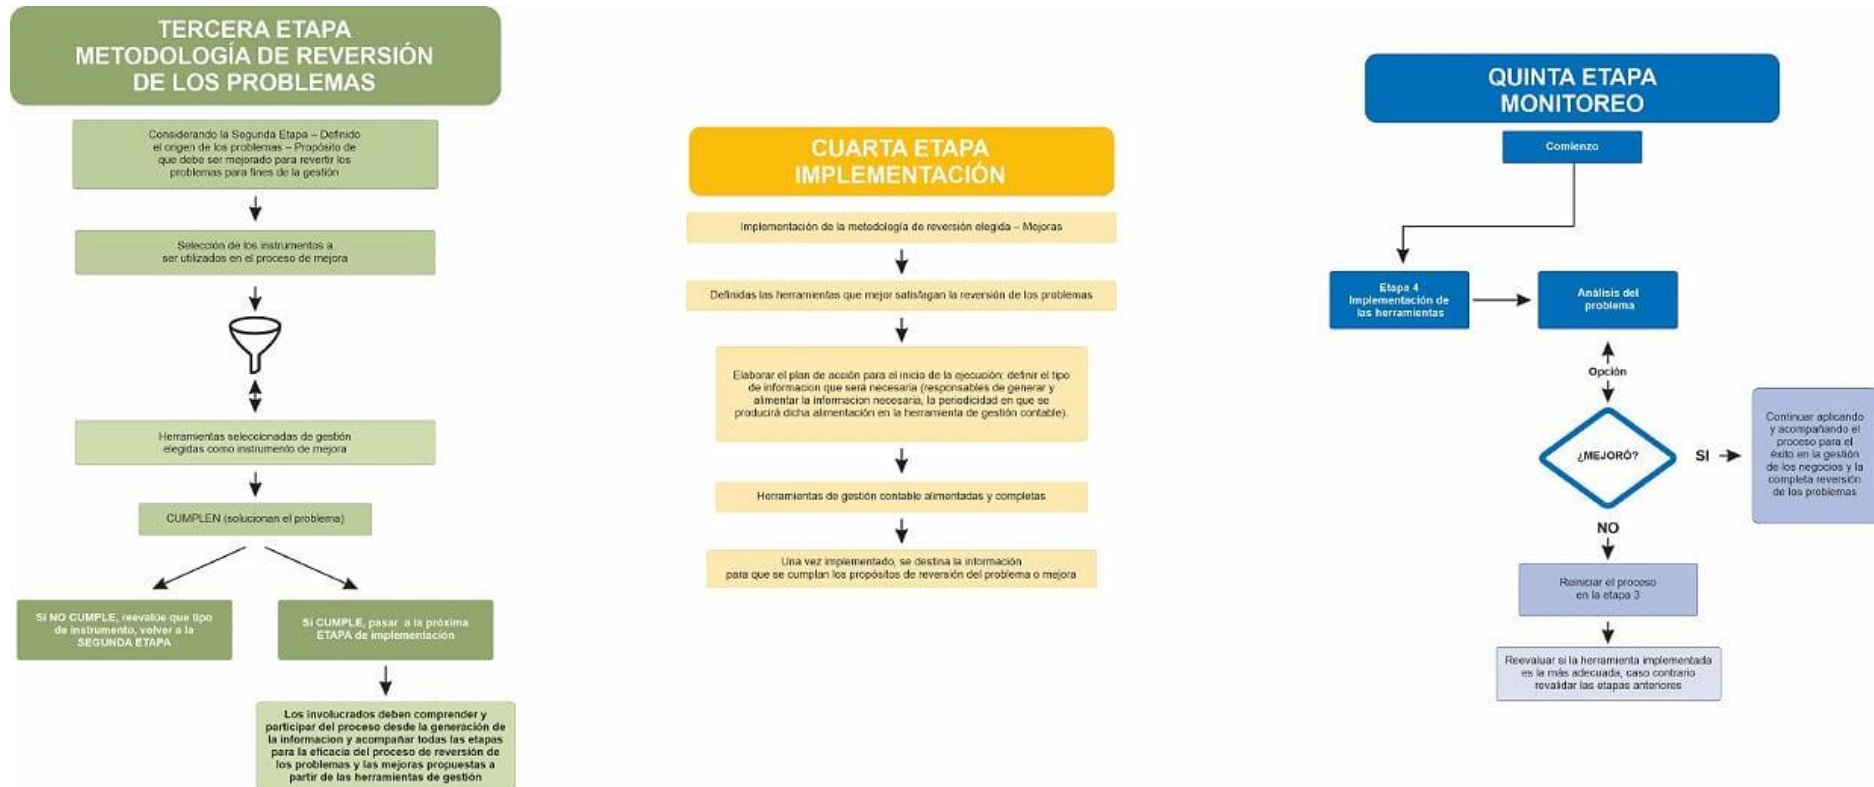 TERCERA ETAPA
METODOLOGÍA DE REVERSIÓN
DE LOS PROBLEMAS
Considerando la Segunda Etapa – Definido
el origen de los problemas – Propósito de
que debe ser mejorado para revertir los
problemas para fines de la gestión
Selección de los instrumentos a
ser utilizados en el proceso de mejora
Herramientas seleccionadas de gestión
elegidas como instrumento de mejora
CUMPLEN (solucionan el problema)
Si NO CUMPLE, reevalúe que tipo
de instrumento, volver a la
SEGUNDA ETAPA
Si CUMPLE, pasar a la próxima
ETAPA de implementación
Los involucrados deben comprender y
participar del proceso desde la generación de
la informacion y acompañar todas las etapas
para la eficacia del proceso de reversión de
los problemas y las mejoras propuestas a
partir de las herramientas de gestión
CUARTA ETAPA
IMPLEMENTACIÓN
Implementación de la metodología de reversión elegida – Mejoras
Definidas las herramientas que mejor satisfagan la reversión de los problemas
Elaborar el plan de acción para el inicio de la ejecución: definir el tipo
de informacion que será necesaria (responsables de generar y
alimentar la informacion necesaria, la periodicidad en que se
producirá dicha alimentación en la herramienta de gestión contable).
Herramientas de gestión contable alimentadas y completas
Una vez implementado, se destina la información
para que se cumplan los propósitos de reversión del problema o mejora
QUINTA ETAPA
MONITOREO
Comienzo
Etapa 4
Implementación de
las herramientas
Análisis del
problema
Opción
¿MEJORÓ?
SI
Continuar aplicando
y acompañando el
proceso para el
éxito en la gestión
de los negocios y la
completa reversión
de los problemas
NO
Reiniciar el proceso
en la etapa 3
Reevaluar si la herramienta implementada
es la más adecuada, caso contrario
revalidar las etapas anteriores